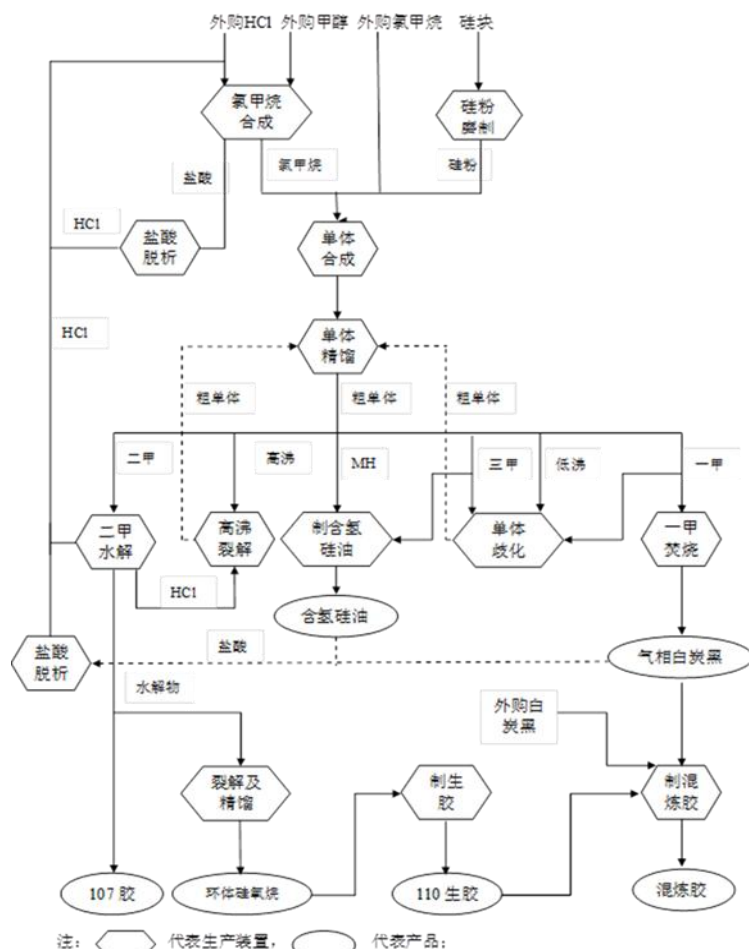 外购HCl 外购甲醇 外购氯甲烷 硅块
氯甲烷
合成
硅粉
磨制
盐酸
氯甲烷
硅粉
HCl
盐酸
脱析
单体
合成
HCl
单体
精馏
粗单体
粗单体
粗单体
二甲
高沸
MH
三甲
低沸
一甲
二甲
水解
高沸
裂解
制含氢
硅油
单体
歧化
一甲
焚烧
HCl
含氢硅油
盐酸
脱析
盐酸
气相白炭黑
水解物
外购白
炭黑
裂解及
精馏
制生
胶
制混
炼胶
107胶
环体硅氧烷
110生胶
混炼胶
注： 代表生产装置， 代表产品；